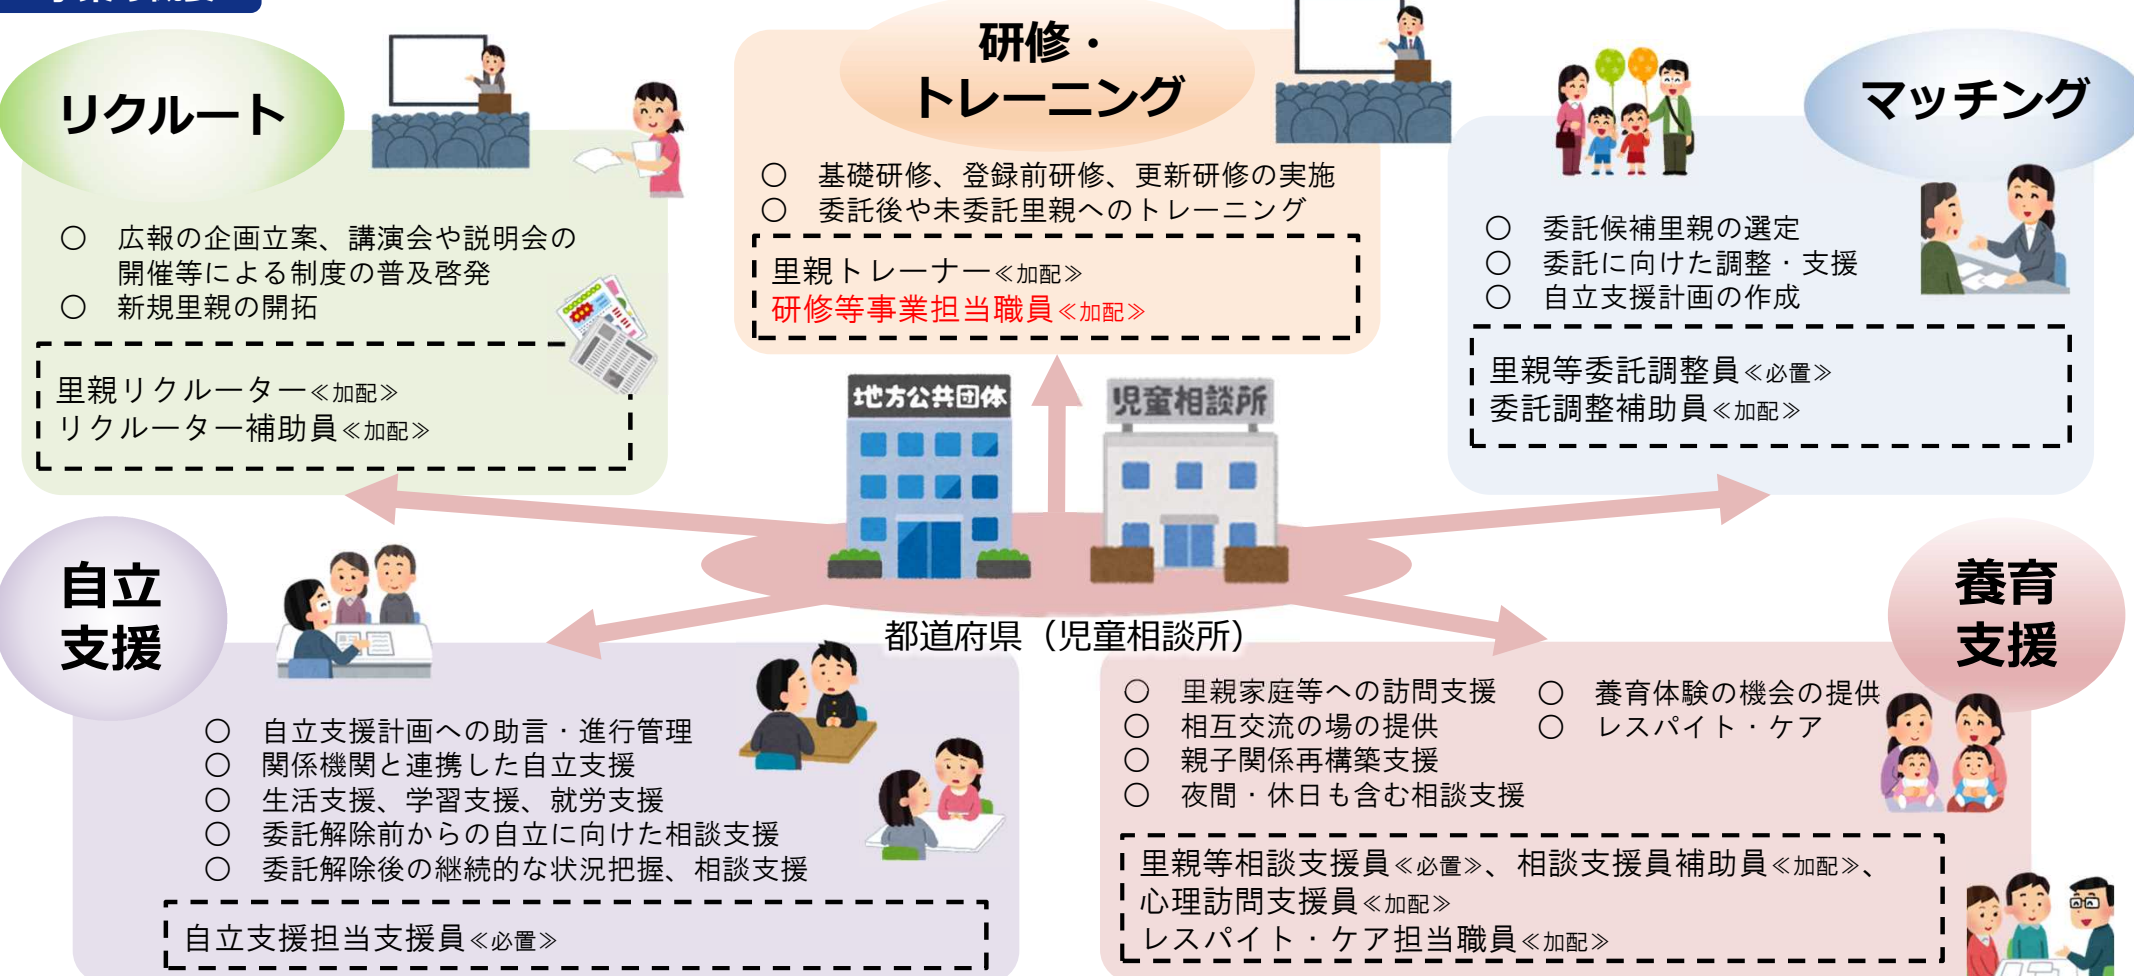 リクルート
○　広報の企画立案、講演会や説明会の
開催等による制度の普及啓発
○　新規里親の開拓
里親リクルーター≪加配≫
リクルーター補助員≪加配≫
研修・
トレーニング
○　基礎研修、登録前研修、更新研修の実施
○　委託後や未委託里親へのトレーニング
里親トレーナー≪加配≫
研修等事業担当職員≪加配≫
マッチング
○　委託候補里親の選定
○　委託に向けた調整・支援
○　自立支援計画の作成
里親等委託調整員≪必置≫
委託調整補助員≪加配≫
地方公共団体
児童相談所
都道府県（児童相談所）
自立
支援
○　自立支援計画への助言・進行管理
○　関係機関と連携した自立支援
○　生活支援、学習支援、就労支援
○　委託解除前からの自立に向けた相談支援
○　委託解除後の継続的な状況把握、相談支援
自立支援担当支援員≪必置≫
養育
支援
○　里親家庭等への訪問支援
○　相互交流の場の提供
○　親子関係再構築支援
○　夜間・休日も含む相談支援
○　養育体験の機会の提供
○　レスパイト・ケア
里親等相談支援員≪必置≫、相談支援員補助員≪加配≫、
心理訪問支援員≪加配≫
レスパイト・ケア担当職員≪加配≫